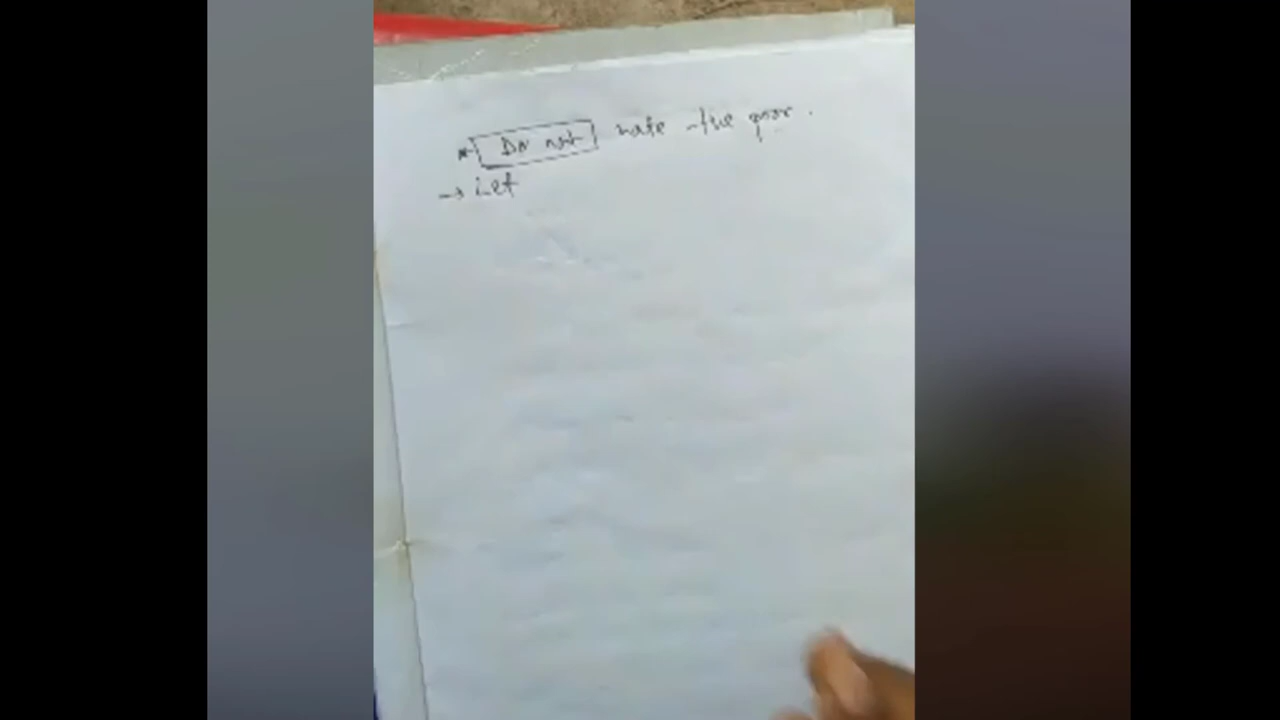 * Do not hate the poor.
→ Let